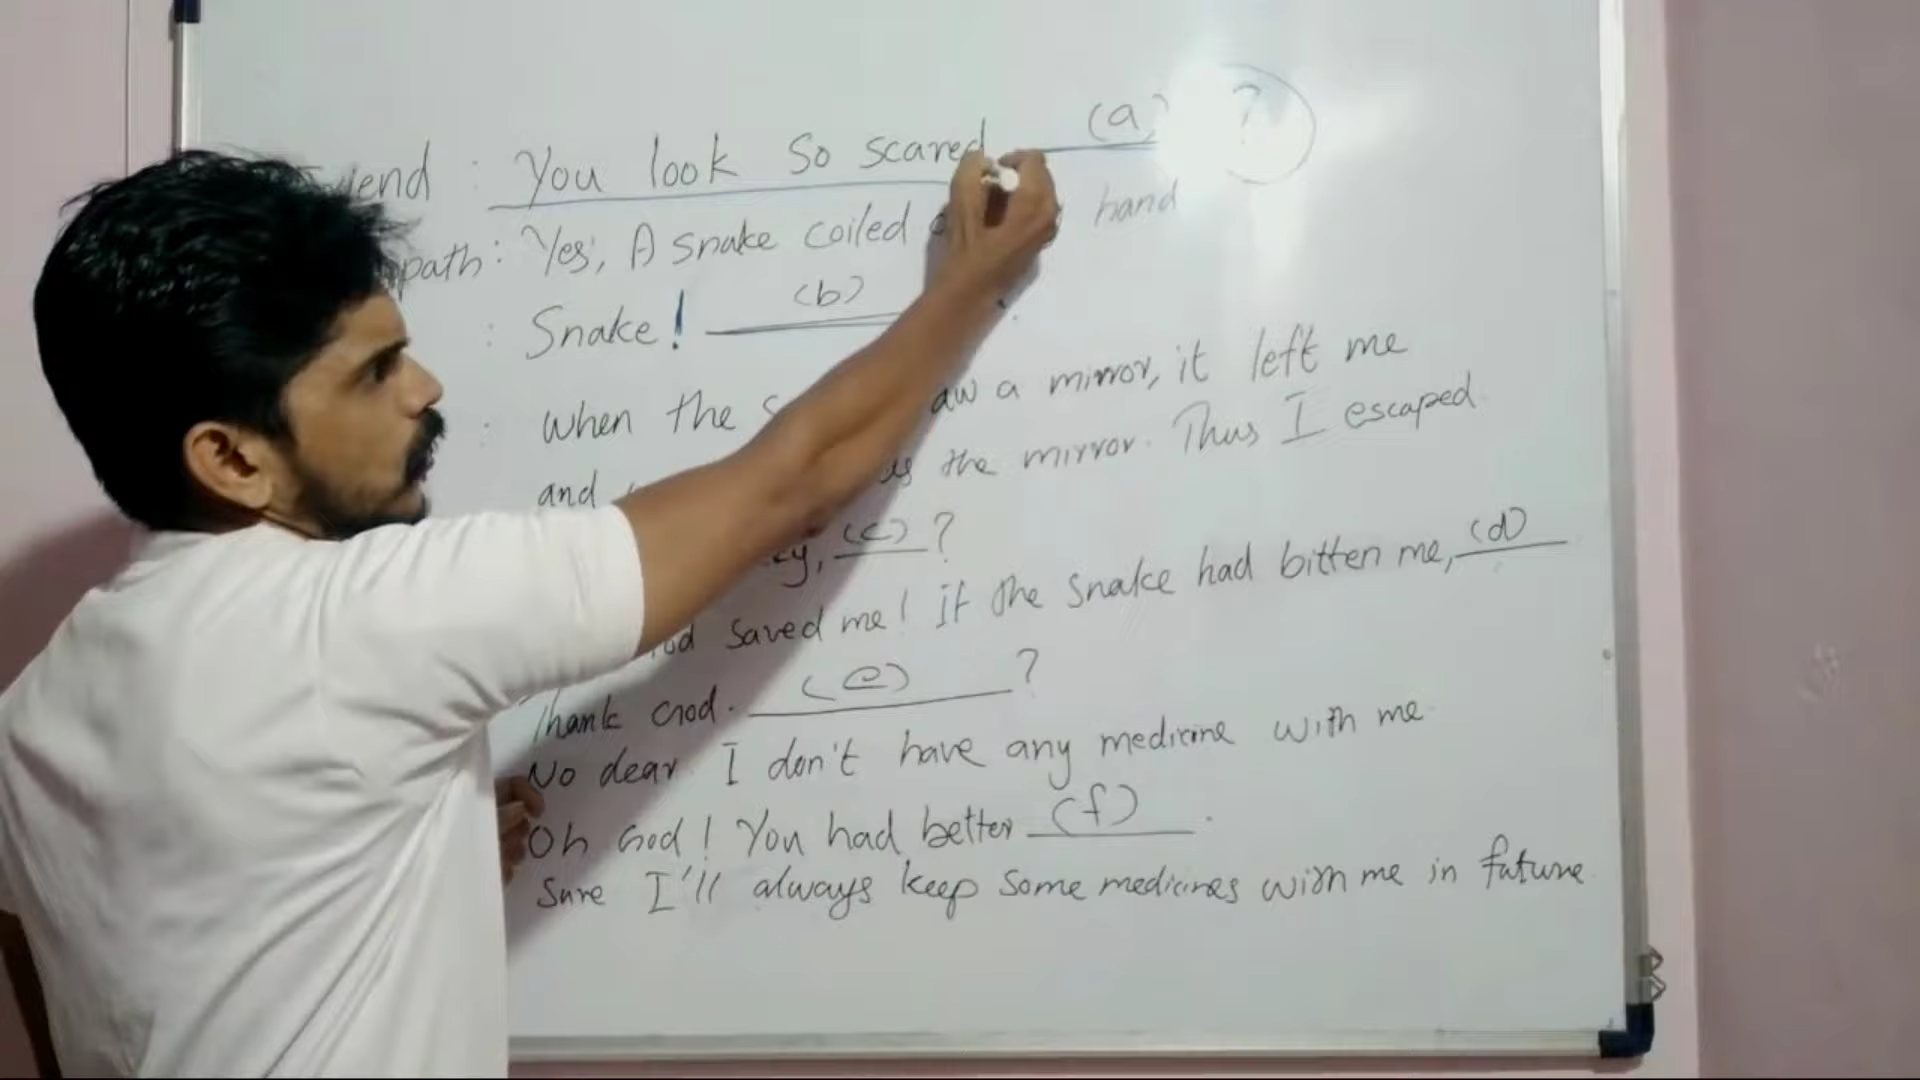 : You look so scared (a) ?
: Yes, A snake coiled hand
: Snake! (b)
: When the a mirror, it left me
and the mirror. Thus I escaped.
(c)?
saved me! if the snake had bitten me, (d)
Thank God. (e) ?
No dear. I don't have any medicine with me.
Oh God! You had better (f).
Sure I'll always keep some medicines with me in future.